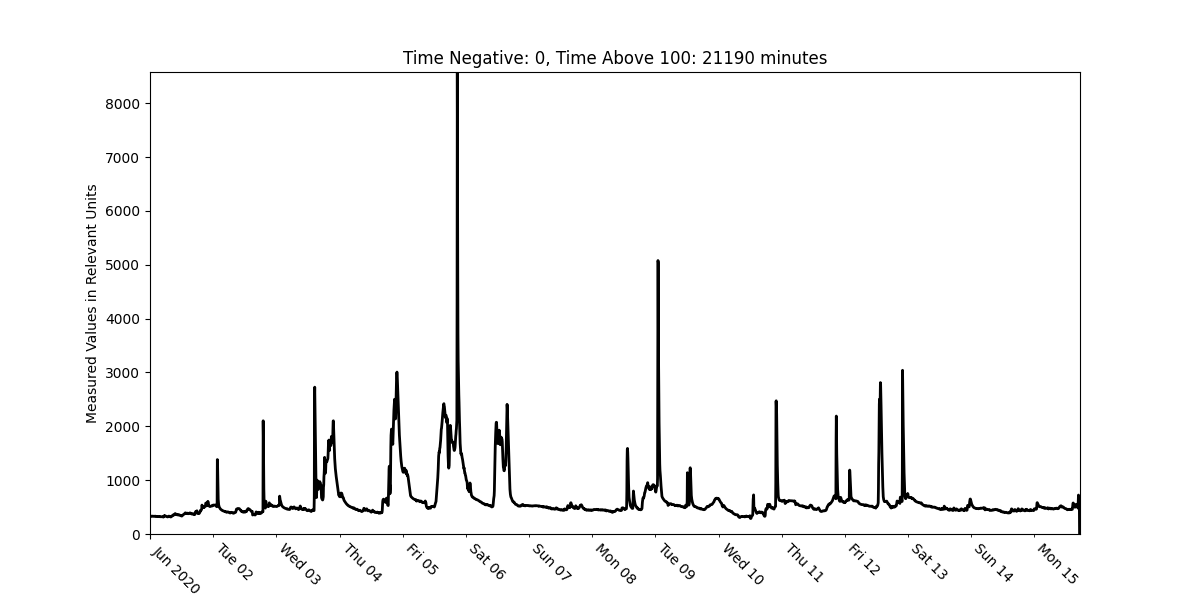 Time Negative: 0, Time Above 100: 21190 minutes
Measured Values in Relevant Units
8000
7000
6000
5000
4000
3000
2000
1000
0
Jun 2020
Tue 02
Wed 03
Thu 04
Fri 05
Sat 06
Sun 07
Mon 08
Tue 09
Wed 10
Thu 11
Fri 12
Sat 13
Sun 14
Mon 15